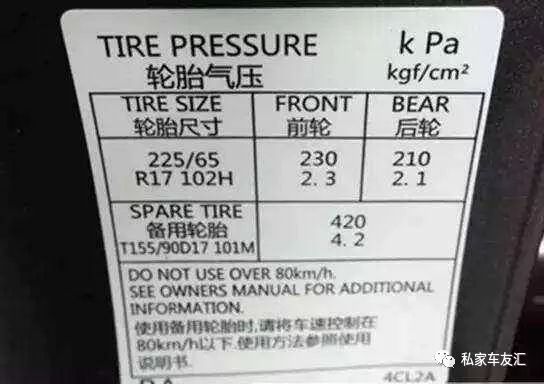 TIRE PRESSURE k Pa
轮胎气压 kgf/cm²
TIRE SIZE FRONT BEAR
轮胎尺寸 前轮 后轮
225/65 230 210
R17 102H 2.3 2.1
SPARE TIRE 420
备用轮胎 4.2
T155/90D17 101M
DO NOT USE OVER 80km/h.
SEE OWNERS MANUAL FOR ADDITIONAL
INFORMATION.
使用备用轮胎时,请将车速控制在
80km/h以下.使用方法参照使用
说明书.
4CL2A
私家车友汇